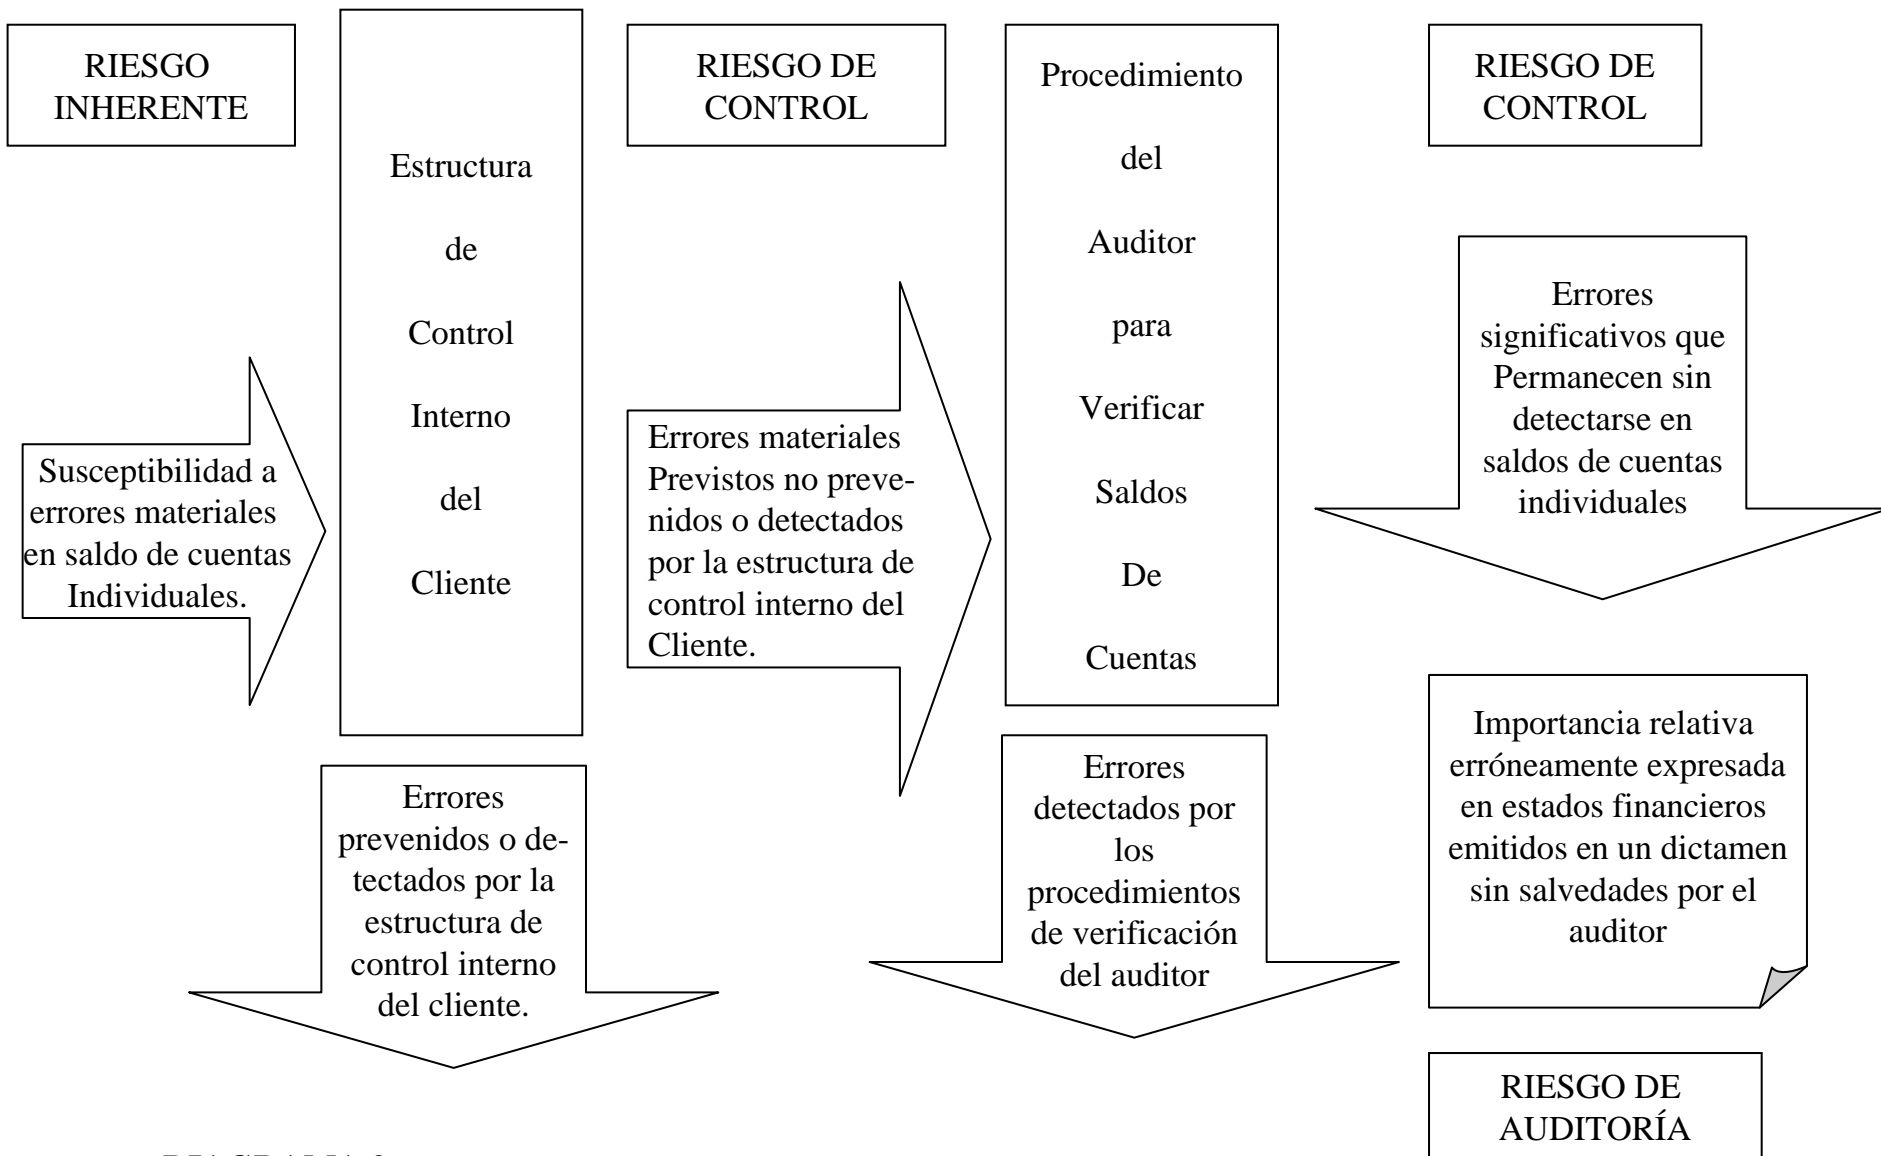 RIESGO
INHERENTE
Estructura
de
Control
Interno
del
Cliente
RIESGO DE
CONTROL
Procedimiento
del
Auditor
para
Verificar
Saldos
De
Cuentas
RIESGO DE
CONTROL
Susceptibilidad a
errores materiales
en saldo de cuentas
Individuales.
Errores materiales
Previstos no preve-
nidos o detectados
por la estructura de
control interno del
Cliente.
Errores
significativos que
Permanecen sin
detectarse en
saldos de cuentas
individuales
Errores
prevenidos o de-
tectados por la
estructura de
control interno
del cliente.
Errores
detectados por
los
procedimientos
de verificación
del auditor
Importancia relativa
erróneamente expresada
en estados financieros
emitidos en un dictamen
sin salvedades por el
auditor
RIESGO DE
AUDITORÍA